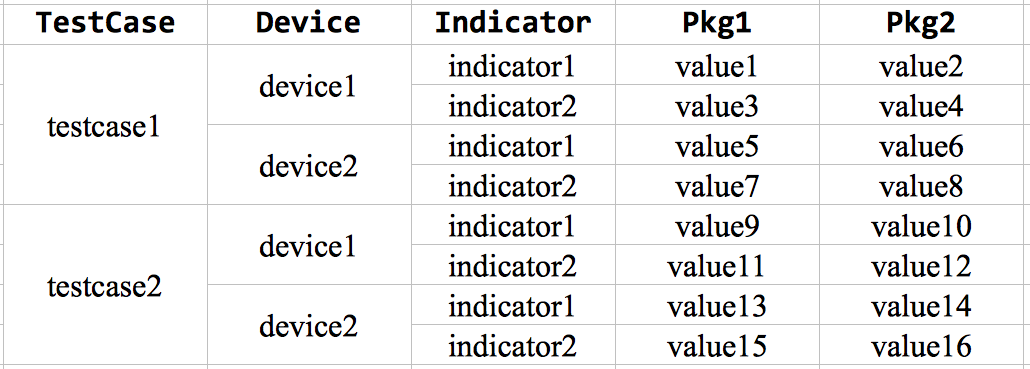 TestCase Device Indicator Pkg1 Pkg2
testcase1 device1 indicator1 value1 value2
indicator2 value3 value4
device2 indicator1 value5 value6
indicator2 value7 value8
testcase2 device1 indicator1 value9 value10
indicator2 value11 value12
device2 indicator1 value13 value14
indicator2 value15 value16